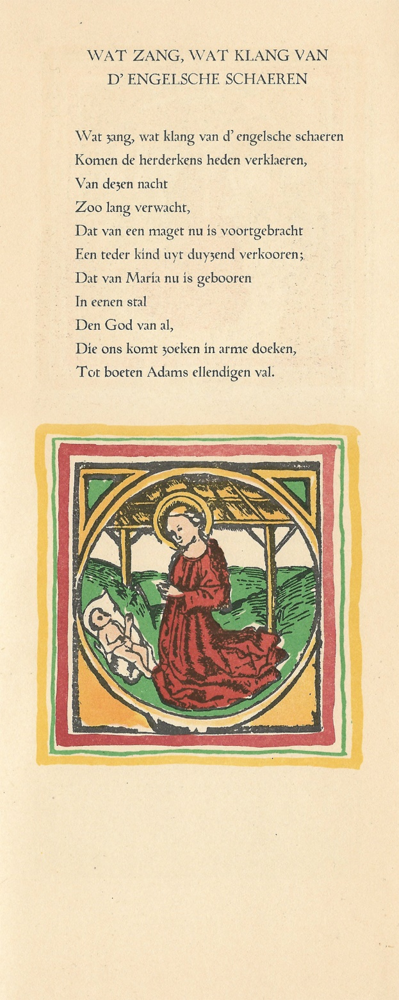 WAT ZANG, WAT KLANG VAN
D' ENGELSCHE SCHAEREN
Wat zang, wat klang van d' engelsche schaeren
Komen de herderkens heden verklaeren,
Van dezen nacht
Zoo lang verwacht,
Dat van een maget nu is voortgebracht
Een teder kind uyt duyzend verkooren;
Dat van Maria nu is gebooren
In eenen stal
Den God van al,
Die ons komt zoeken in arme doeken,
Tot boeten Adams ellendigen val.